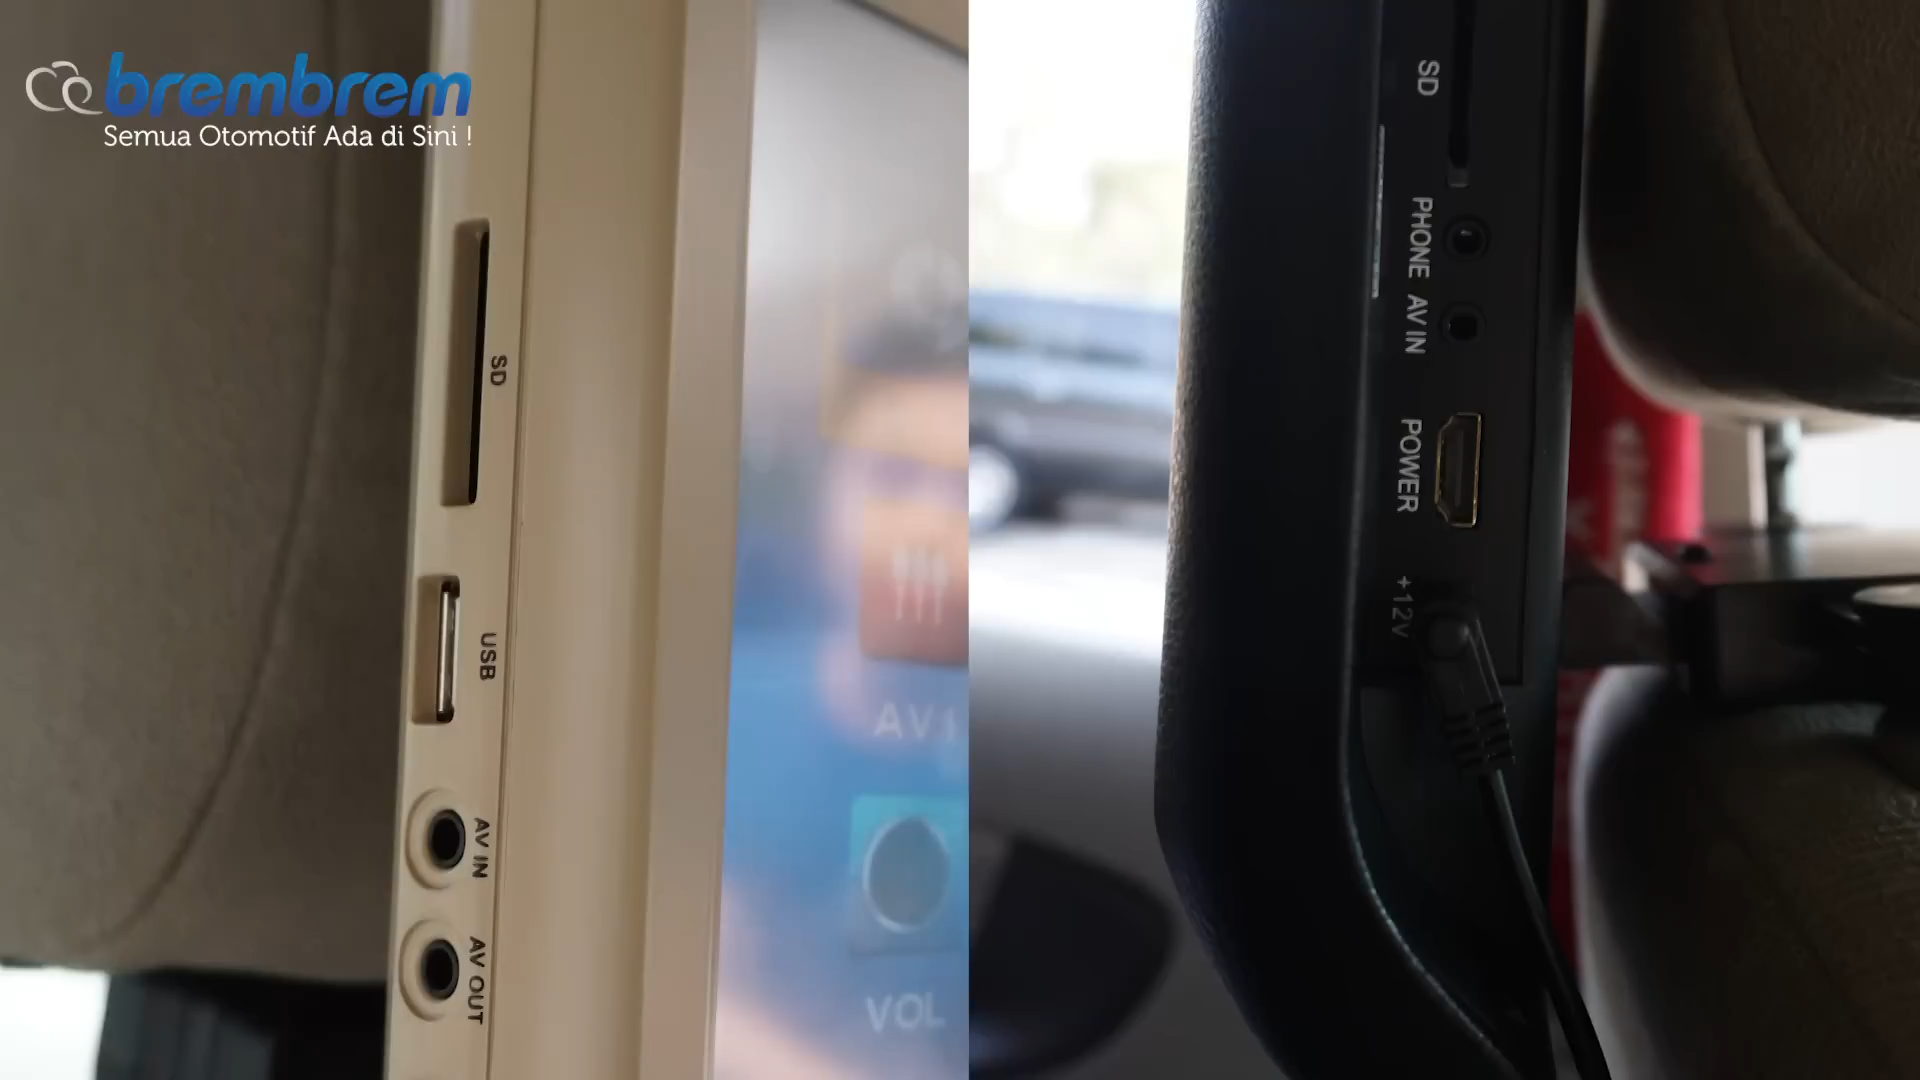 brembrem
Semua Otomotif Ada di Sini !
SD
USB
AV IN
AV OUT
VOL
SD
PHONE
AV IN
POWER
+12V